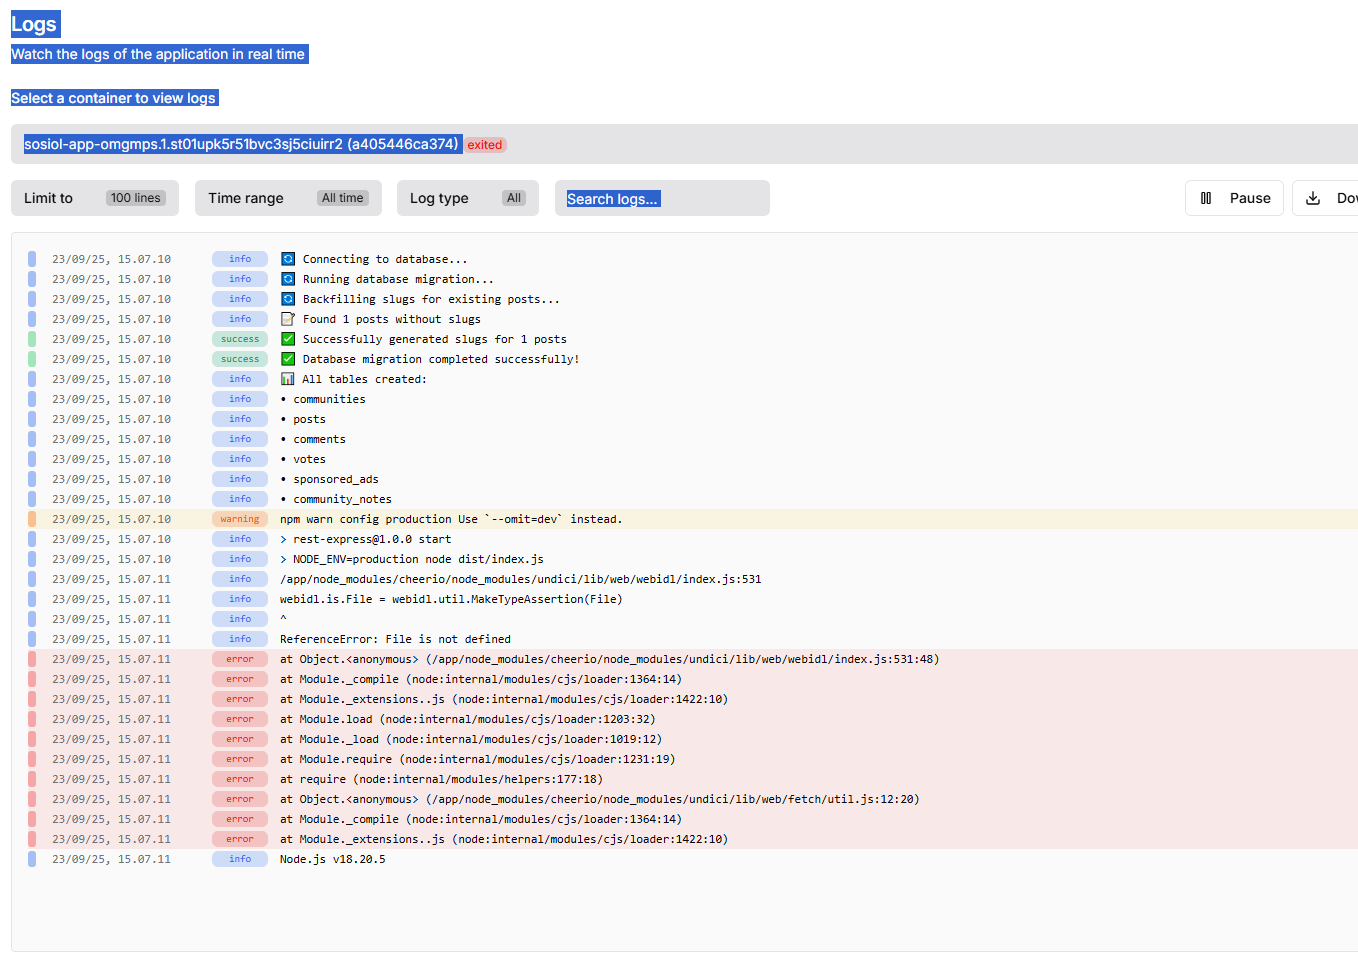 Logs
Watch the logs of the application in real time
Select a container to view logs
sosiol-app-omgmps.1.st01upk5r51bvc3sj5ciuirr2 (a405446ca374) exited
Limit to 100 lines Time range All time Log type All Search logs... Pause Dow
23/09/25, 15.07.10 info 🔄 Connecting to database...
23/09/25, 15.07.10 info 🔄 Running database migration...
23/09/25, 15.07.10 info 🔄 Backfilling slugs for existing posts...
23/09/25, 15.07.10 info 📝 Found 1 posts without slugs
23/09/25, 15.07.10 success ✅ Successfully generated slugs for 1 posts
23/09/25, 15.07.10 success ✅ Database migration completed successfully!
23/09/25, 15.07.10 info 📊 All tables created:
23/09/25, 15.07.10 info • communities
23/09/25, 15.07.10 info • posts
23/09/25, 15.07.10 info • comments
23/09/25, 15.07.10 info • votes
23/09/25, 15.07.10 info • sponsored_ads
23/09/25, 15.07.10 info • community_notes
23/09/25, 15.07.10 warning npm warn config production Use `--omit=dev` instead.
23/09/25, 15.07.10 info > rest-express@1.0.0 start
23/09/25, 15.07.10 info > NODE_ENV=production node dist/index.js
23/09/25, 15.07.11 info /app/node_modules/cheerio/node_modules/undici/lib/web/webidl/index.js:531
23/09/25, 15.07.11 info webidl.is.File = webidl.util.MakeTypeAssertion(File)
23/09/25, 15.07.11 info ^
23/09/25, 15.07.11 info ReferenceError: File is not defined
23/09/25, 15.07.11 error at Object.<anonymous> (/app/node_modules/cheerio/node_modules/undici/lib/web/webidl/index.js:531:48)
23/09/25, 15.07.11 error at Module._compile (node:internal/modules/cjs/loader:1364:14)
23/09/25, 15.07.11 error at Module._extensions..js (node:internal/modules/cjs/loader:1422:10)
23/09/25, 15.07.11 error at Module.load (node:internal/modules/cjs/loader:1203:32)
23/09/25, 15.07.11 error at Module._load (node:internal/modules/cjs/loader:1019:12)
23/09/25, 15.07.11 error at Module.require (node:internal/modules/cjs/loader:1231:19)
23/09/25, 15.07.11 error at require (node:internal/modules/helpers:177:18)
23/09/25, 15.07.11 error at Object.<anonymous> (/app/node_modules/cheerio/node_modules/undici/lib/web/fetch/util.js:12:20)
23/09/25, 15.07.11 error at Module._compile (node:internal/modules/cjs/loader:1364:14)
23/09/25, 15.07.11 error at Module._extensions..js (node:internal/modules/cjs/loader:1422:10)
23/09/25, 15.07.11 info Node.js v18.20.5